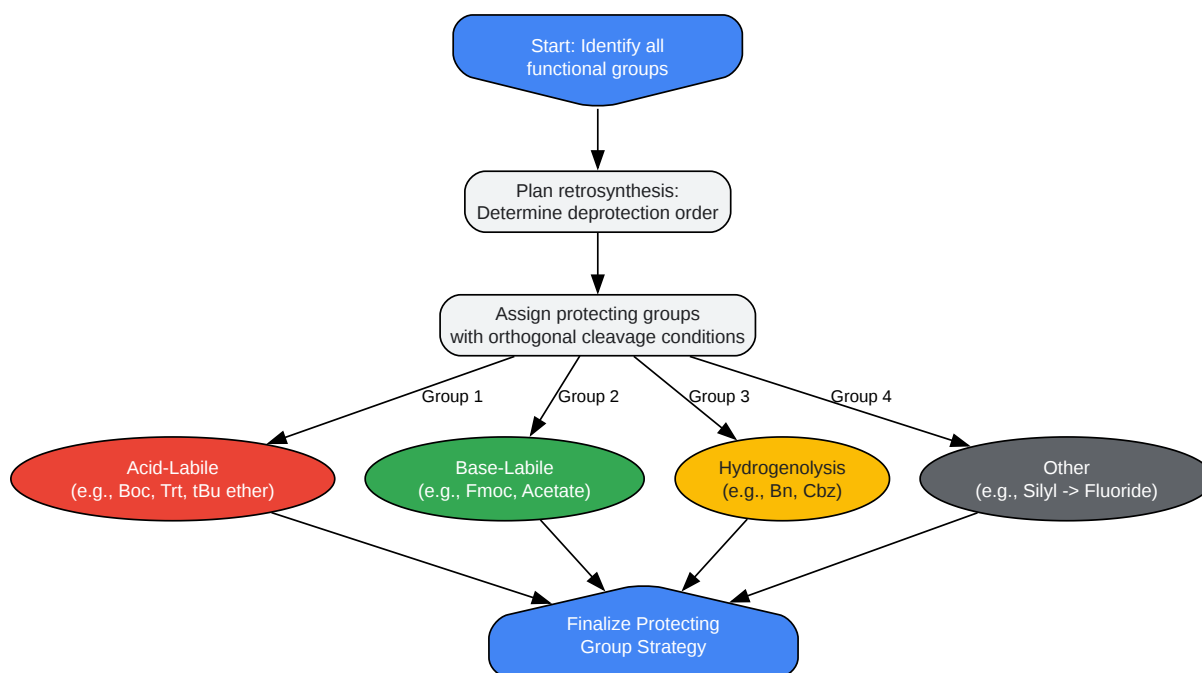 Start: Identify all
functional groups
Plan retrosynthesis:
Determine deprotection order
Assign protecting groups
with orthogonal cleavage conditions
Group 1
Group 2
Group 3
Group 4
Acid-Labile
(e.g., Boc, Trt, tBu ether)
Base-Labile
(e.g., Fmoc, Acetate)
Hydrogenolysis
(e.g., Bn, Cbz)
Other
(e.g., Silyl -> Fluoride)
Finalize Protecting
Group Strategy